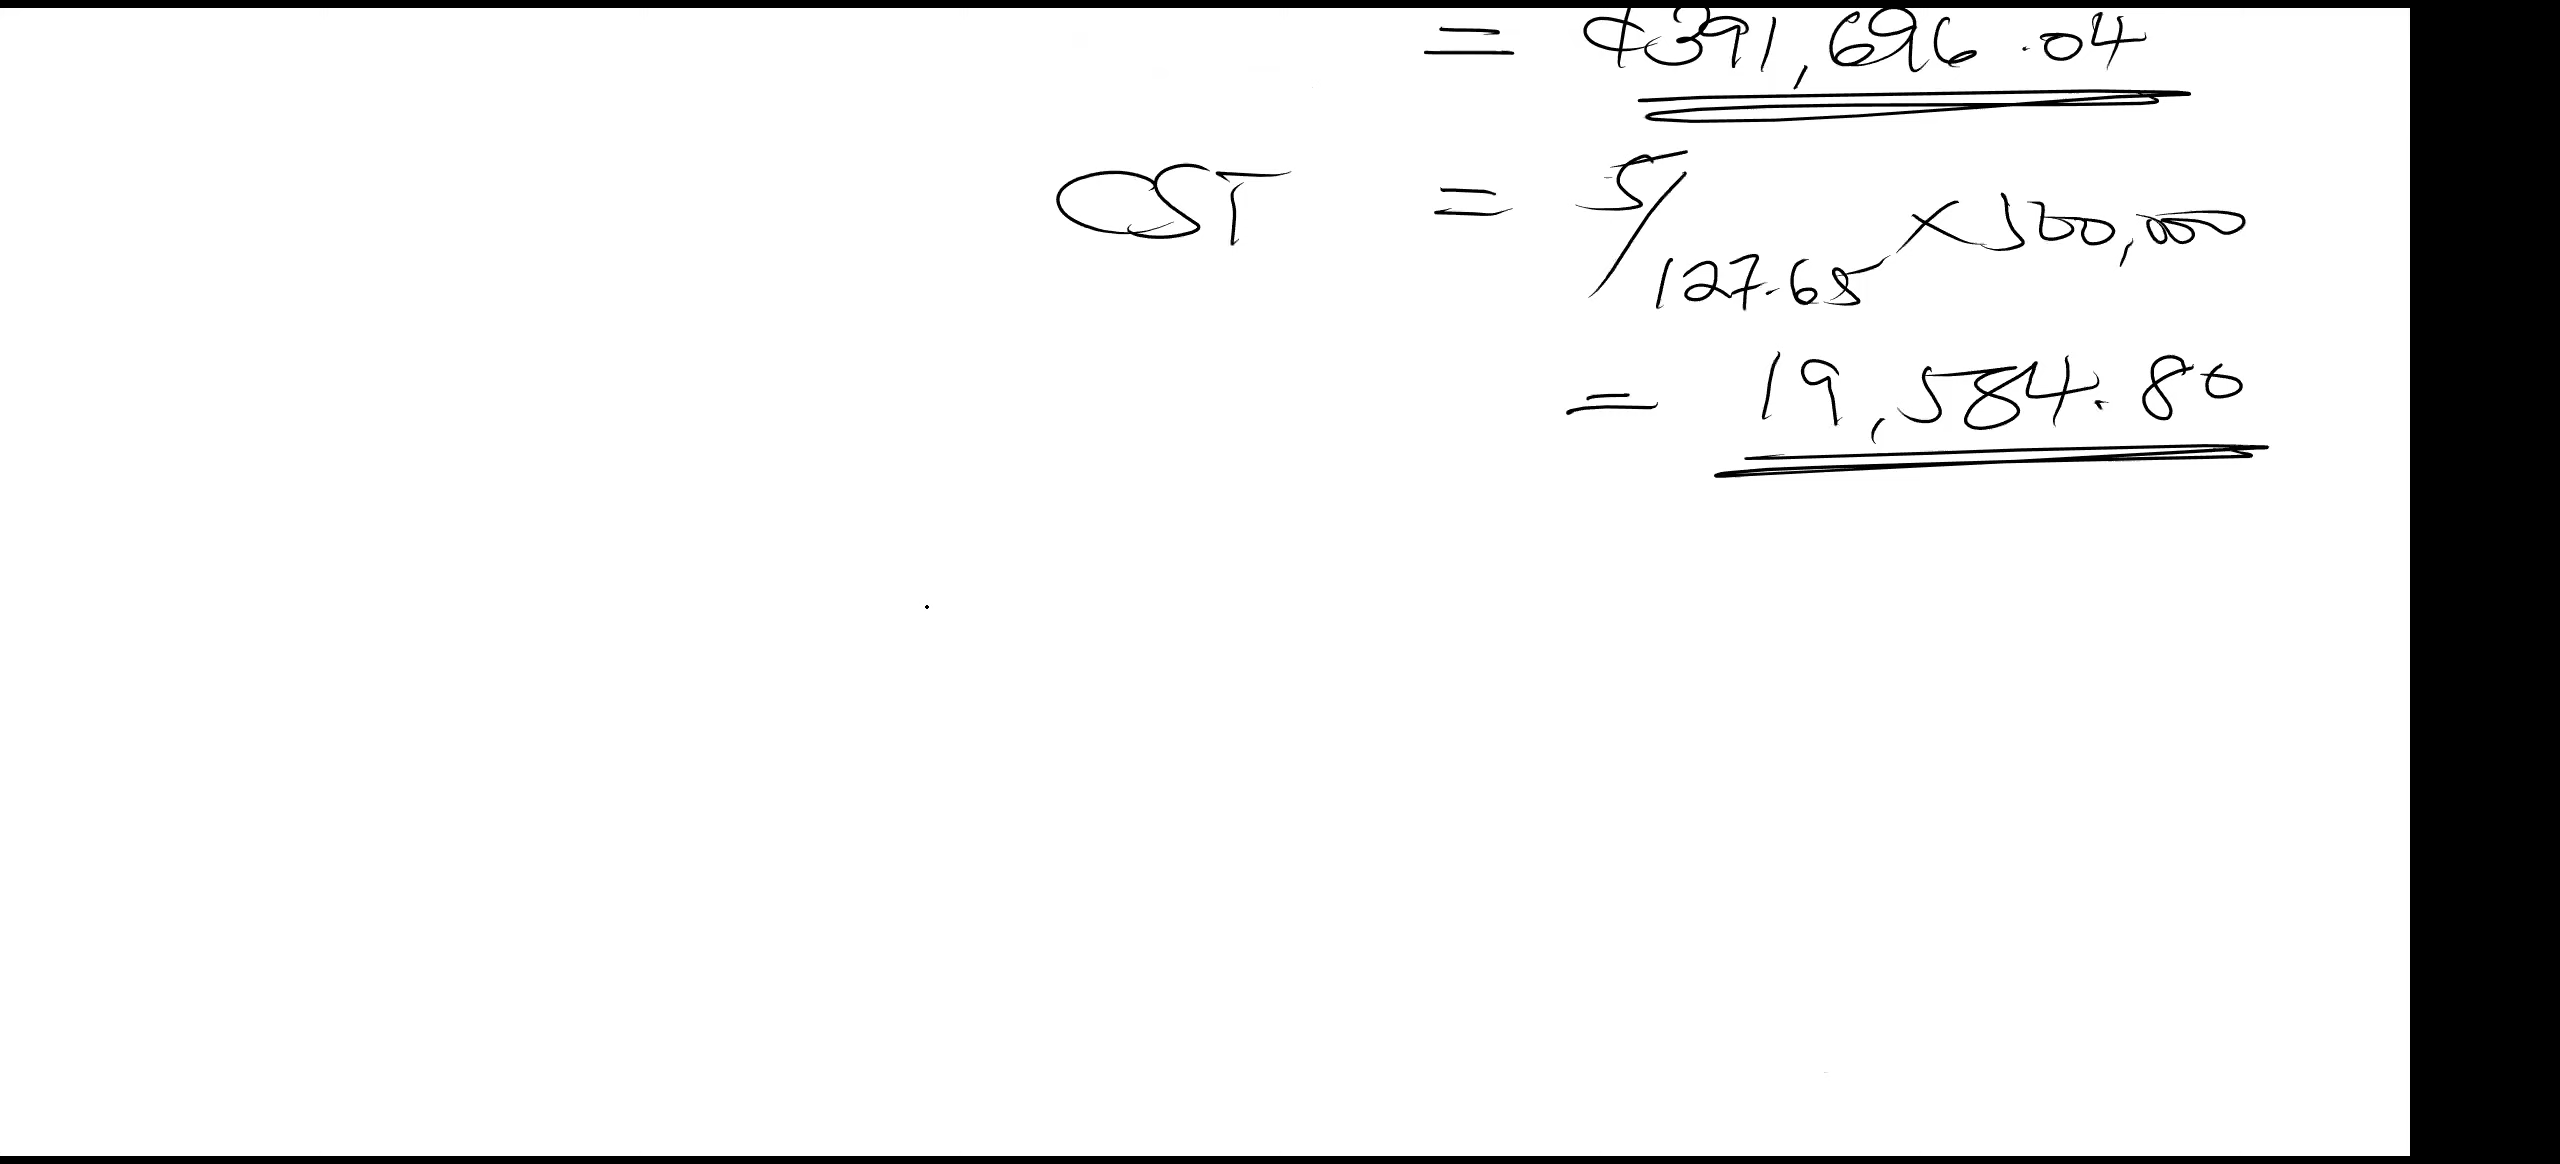 = ¢391,696.04
CST = 5/127.65 × 500,000
= 19,584.80